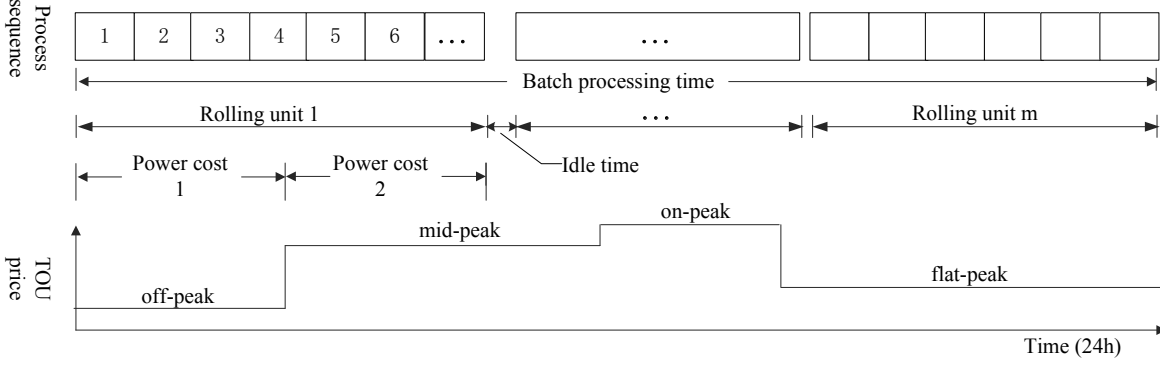 Process
sequence
1 2 3 4 5 6 ... ...
Batch processing time
Rolling unit 1 ... Rolling unit m
Idle time
Power cost
1
Power cost
2
TOU
price
off-peak
mid-peak
on-peak
flat-peak
Time (24h)